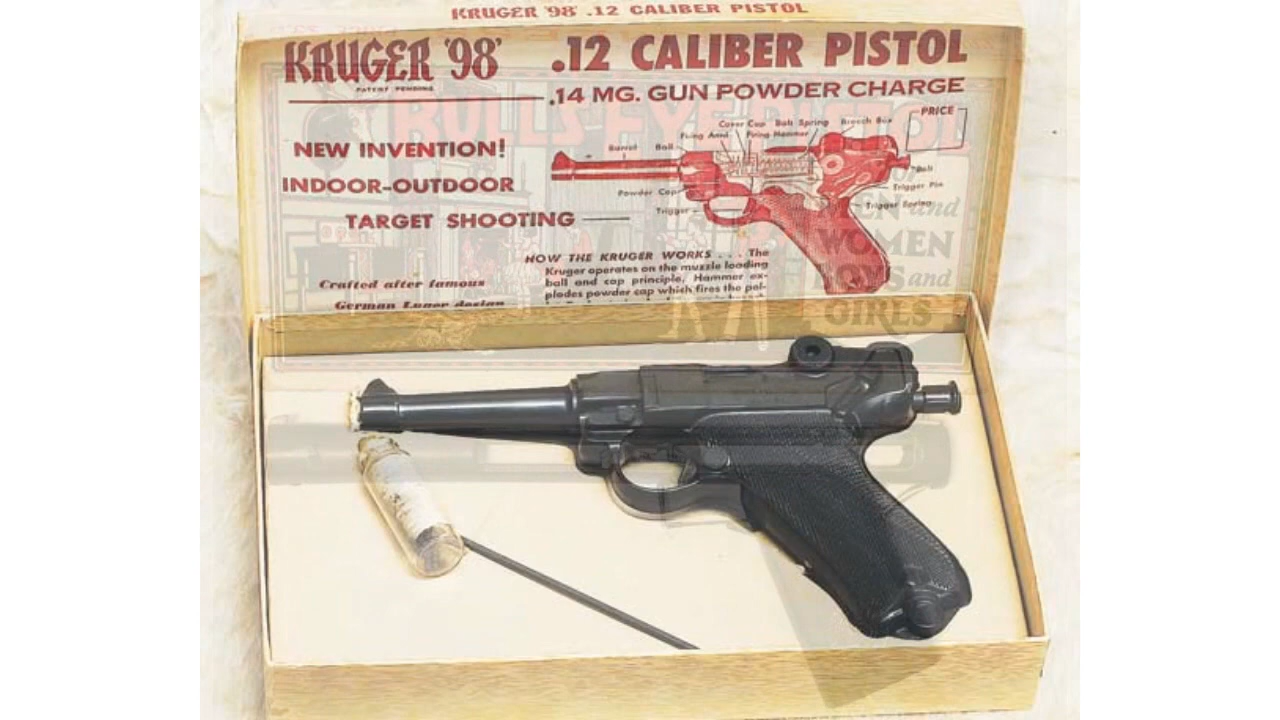 KRUGER '98' .12 CALIBER PISTOL
KRUGER '98' .12 CALIBER PISTOL
PATENT PENDING
.14 MG. GUN POWDER CHARGE
BULLS EYE PISTOL
PRICE
Cover Cap Bolt Spring Breech Box
Firing Anvil Firing Hammer
NEW INVENTION!
Barrel Ball
Bolt
INDOOR-OUTDOOR
Powder Cap
Trigger Pin
TARGET SHOOTING
Trigger
Trigger Spring
MEN and
WOMEN
BOYS and
GIRLS
HOW THE KRUGER WORKS . . . The
Kruger operates on the muzzle loading
ball and cap principle. Hammer ex-
plodes powder cap which fires the pel-
Crafted after famous
German Luger design